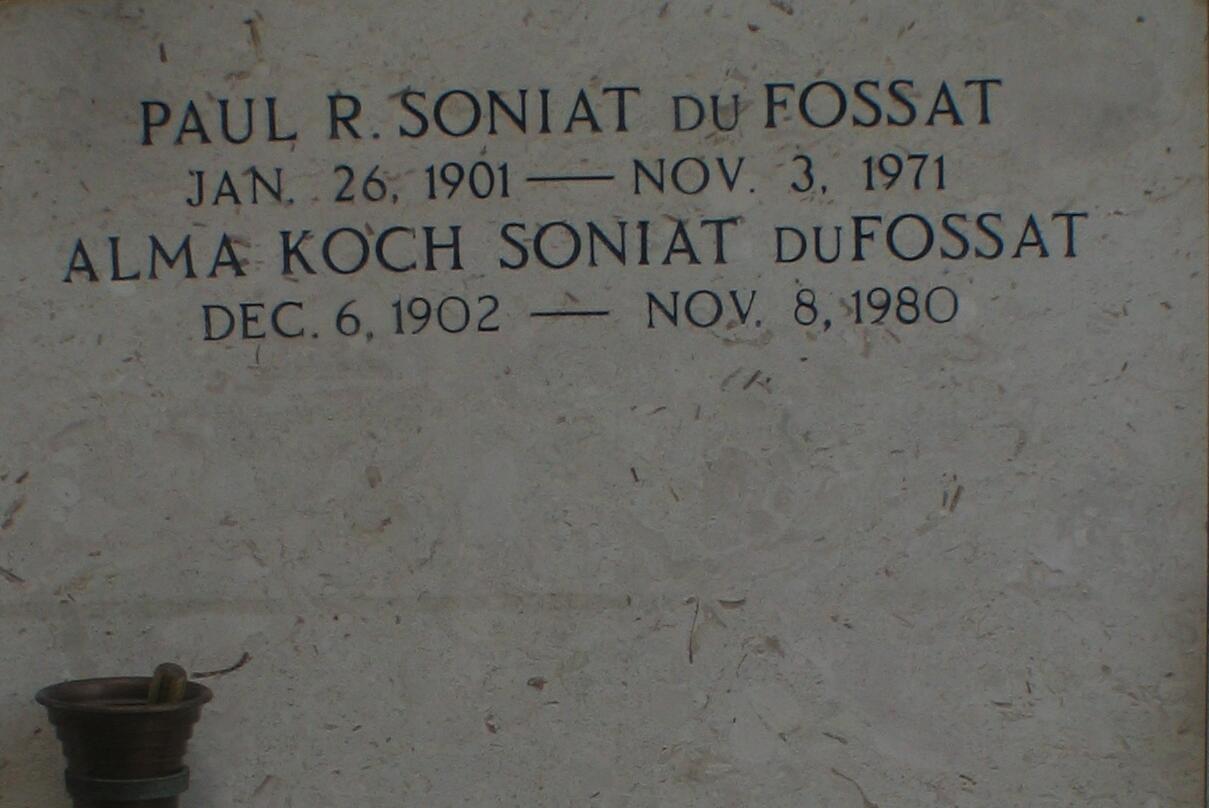 PAUL R. SONIAT DU FOSSAT
JAN. 26, 1901 — NOV. 3, 1971
ALMA KOCH SONIAT DUFOSSAT
DEC. 6, 1902 — NOV. 8, 1980